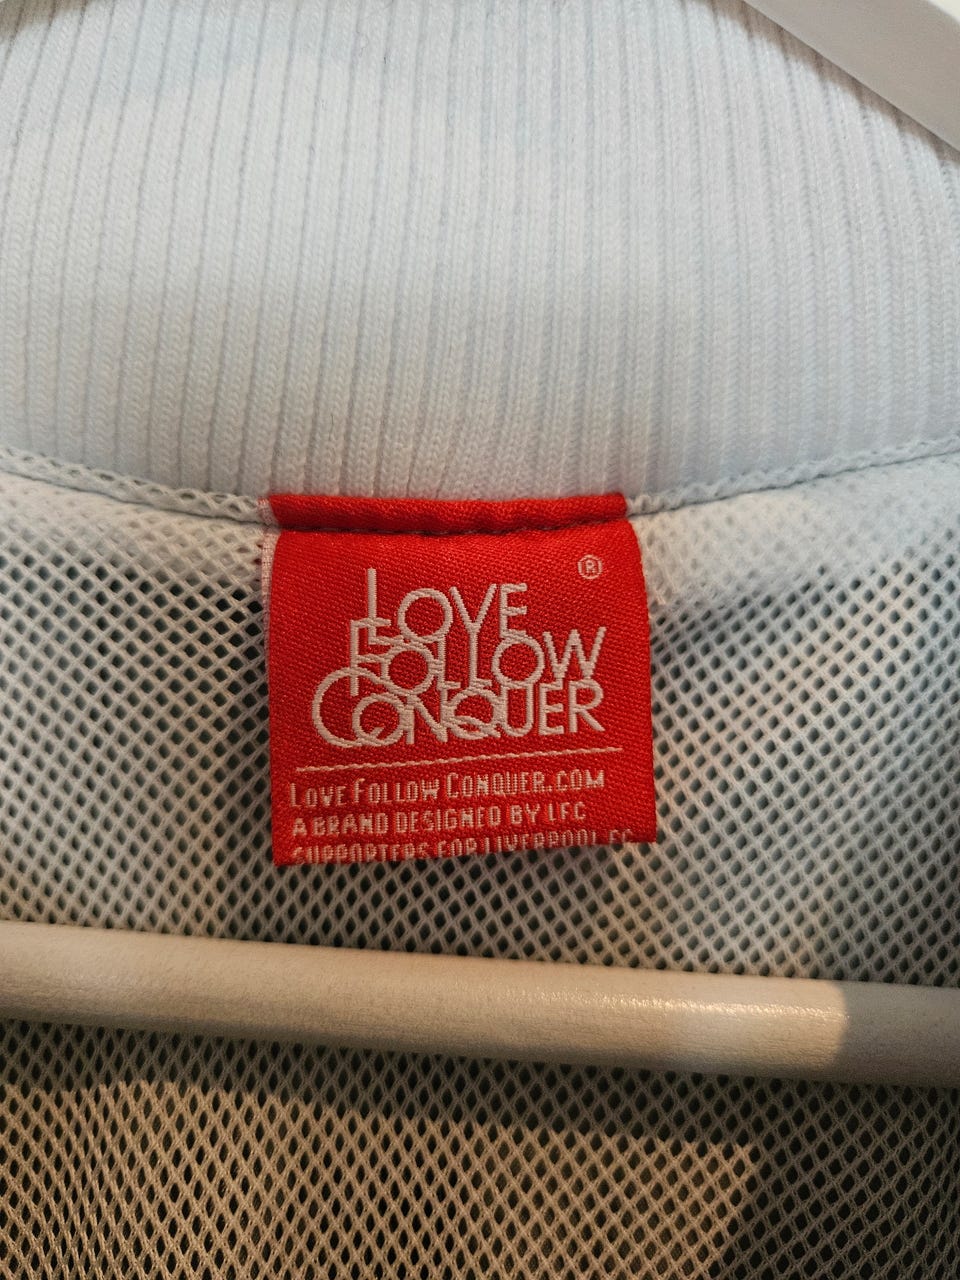 ®
LOVE
FOLLOW
CONQUER
LOVE FOLLOW CONQUER.COM
A BRAND DESIGNED BY LFC
SUPPORTERS FOR LIVERPOOL FC